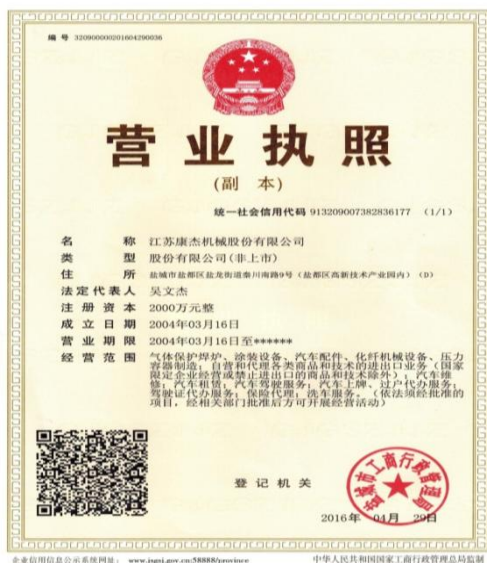 编 号 320900000201604290036
营业执照
(副 本)
统一社会信用代码 913209007382836177 (1/1)
名 称 江苏康杰机械股份有限公司
类 型 股份有限公司(非上市)
住 所 盐城市盐都区盐龙街道秦川南路9号(盐都区高新技术产业园内)(D)
法定代表人 吴文杰
注册资本 2000万元整
成立日期 2004年03月16日
营业期限 2004年03月16日至******
经营范围 气体保护焊炉、涂装设备、汽车配件、化纤机械设备、压力
容器制造；自营和代理各类商品和技术的进出口业务（国家
限定企业经营或禁止进出口的商品和技术除外）；汽车维
修；汽车租赁；汽车驾驶服务；汽车上牌、过户代办服务；
驾驶证代办服务；保险代理；洗车服务。（依法须经批准的
项目，经相关部门批准后方可开展经营活动）
登记机关
盐城市工商行政管理局
2016年 04月 29日
企业信用信息公示系统网址： www.jsgsj.gov.cn:58888/province
中华人民共和国国家工商行政管理总局监制